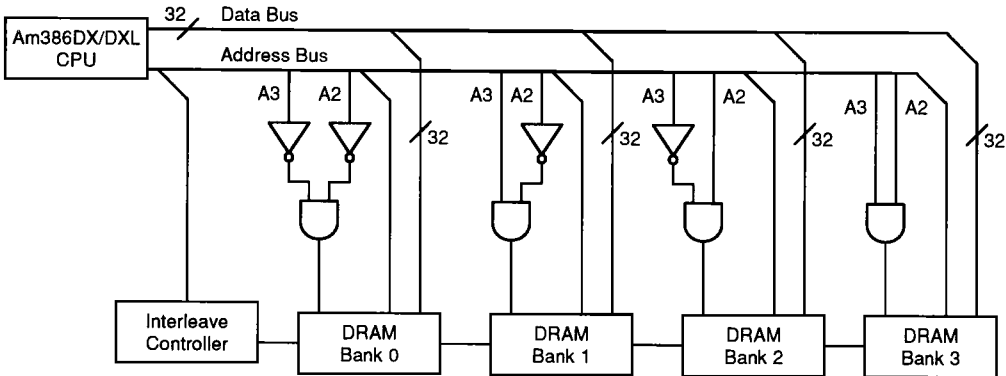 32
Data Bus
Am386DX/DXL
CPU
Address Bus
A3
A2
32
A3
A2
32
A3
A2
32
A3
A2
32
Interleave
Controller
DRAM
Bank 0
DRAM
Bank 1
DRAM
Bank 2
DRAM
Bank 3